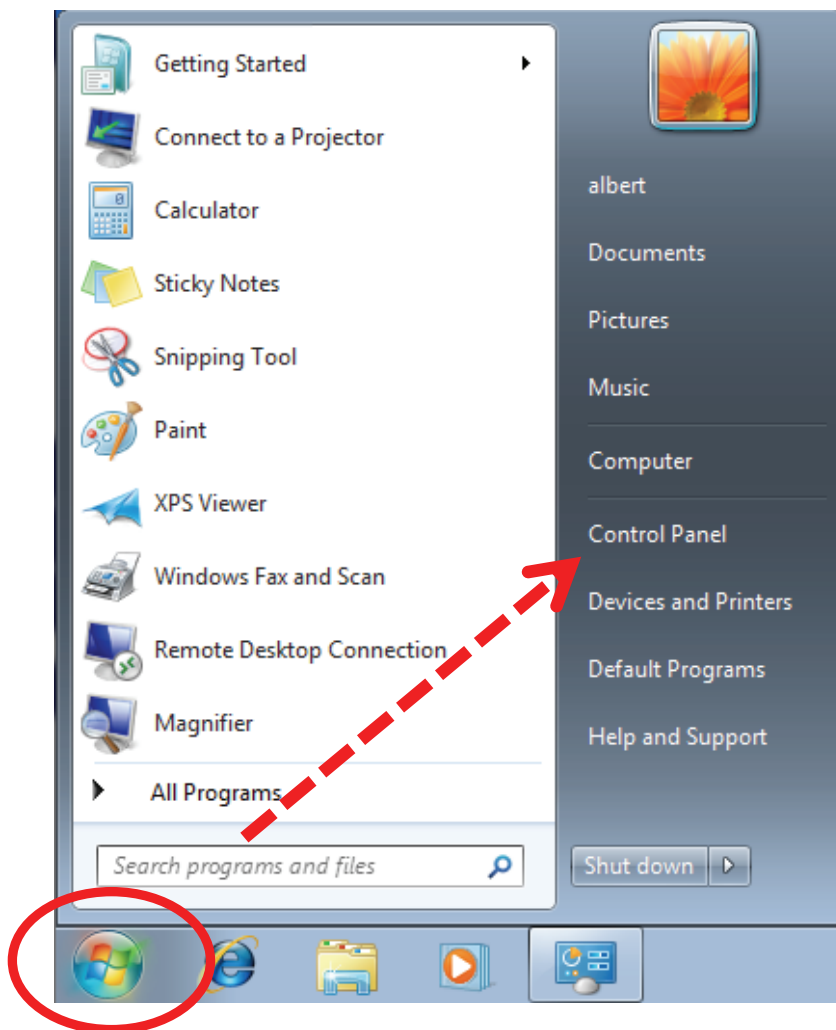 Getting Started
Connect to a Projector
Calculator
Sticky Notes
Snipping Tool
Paint
XPS Viewer
Windows Fax and Scan
Remote Desktop Connection
Magnifier
All Programs
Search programs and files
albert
Documents
Pictures
Music
Computer
Control Panel
Devices and Printers
Default Programs
Help and Support
Shut down